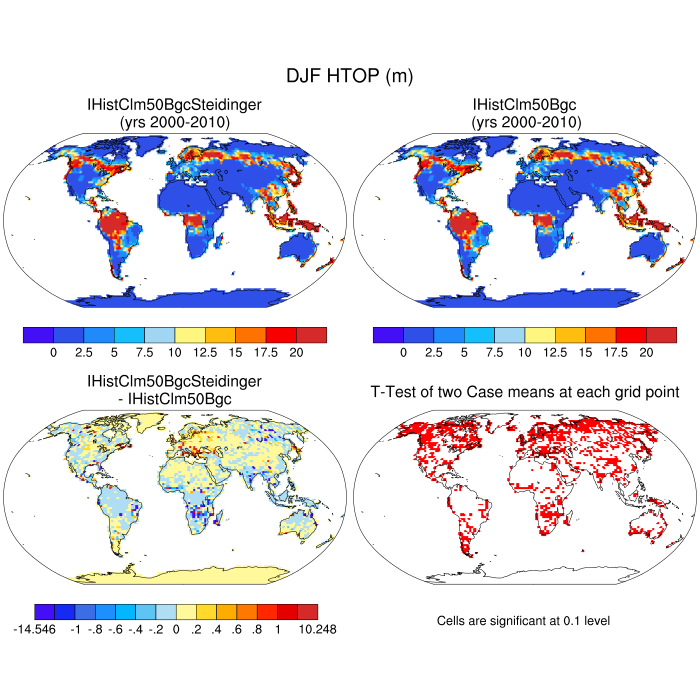 DJF HTOP (m)
IHistClm50BgcSteidinger
(yrs 2000-2010)
IHistClm50Bgc
(yrs 2000-2010)
0 2.5 5 7.5 10 12.5 15 17.5 20
0 2.5 5 7.5 10 12.5 15 17.5 20
IHistClm50BgcSteidinger
- IHistClm50Bgc
T-Test of two Case means at each grid point
-14.546 -1 -.8 -.6 -.4 -.2 0 .2 .4 .6 .8 1 10.248
Cells are significant at 0.1 level